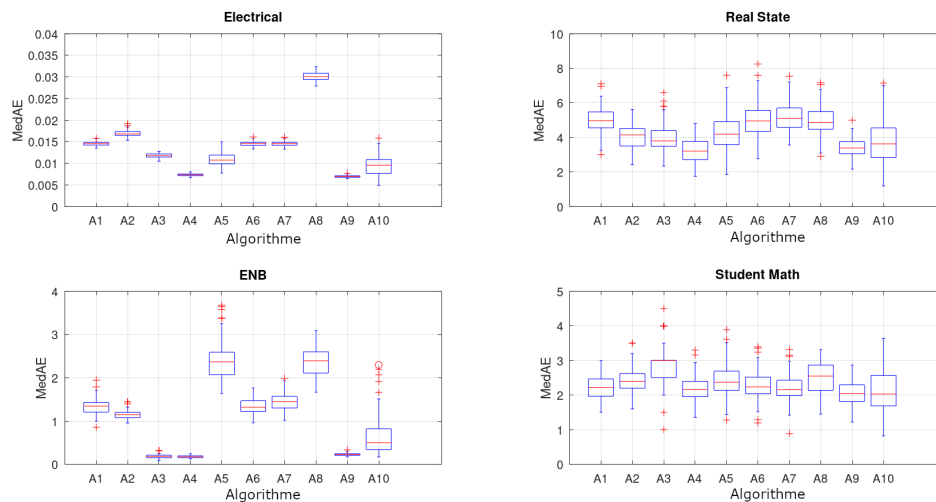 Electrical
0.04
0.035
0.03
0.025
0.02
0.015
0.01
0.005
0
MedAE
A1 A2 A3 A4 A5 A6 A7 A8 A9 A10
Algorithme
Real State
10
8
6
4
2
0
MedAE
A1 A2 A3 A4 A5 A6 A7 A8 A9 A10
Algorithme
ENB
4
3
2
1
0
MedAE
A1 A2 A3 A4 A5 A6 A7 A8 A9 A10
Algorithme
Student Math
5
4
3
2
1
0
MedAE
A1 A2 A3 A4 A5 A6 A7 A8 A9 A10
Algorithme